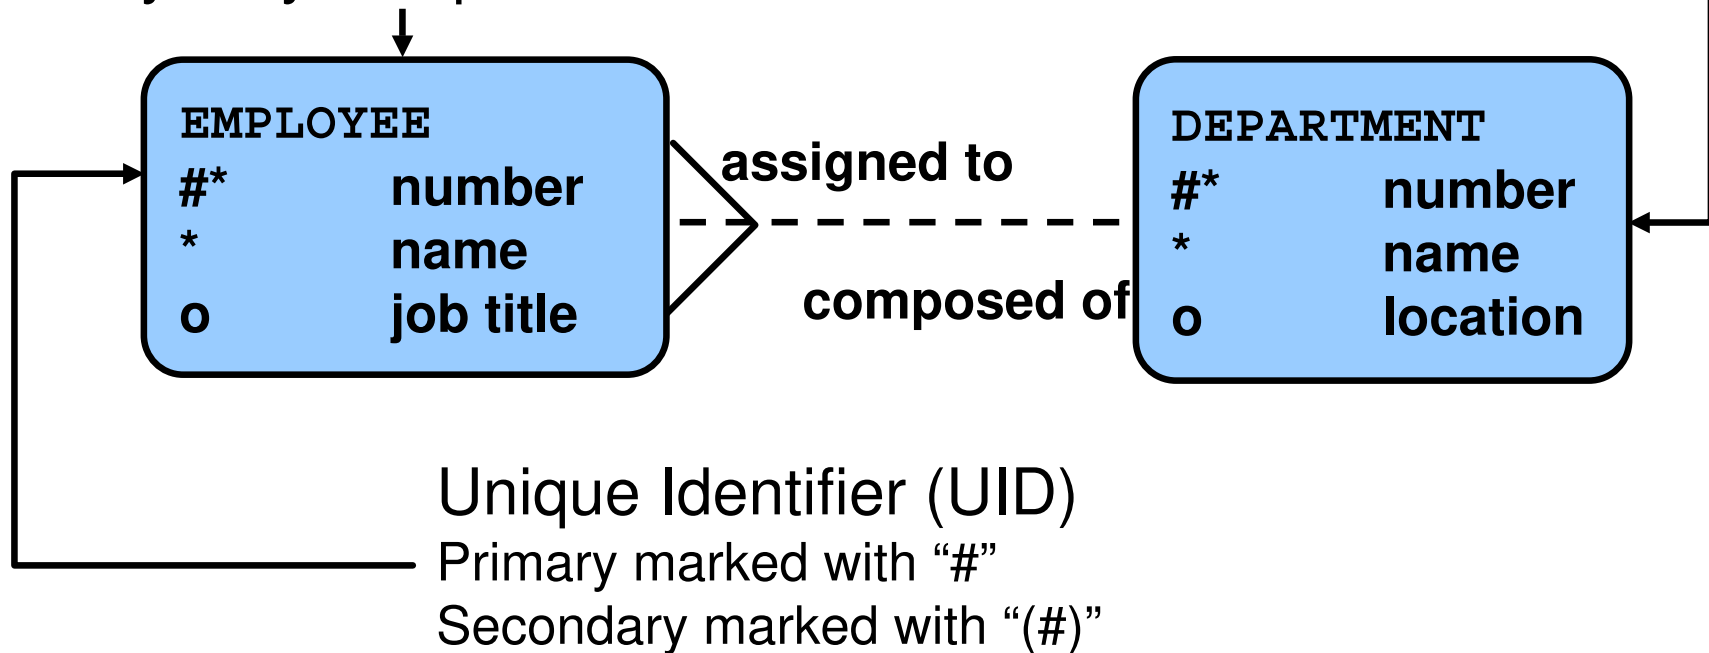 EMPLOYEE
#* number
* name
o job title
assigned to
composed of
DEPARTMENT
#* number
* name
o location
Unique Identifier (UID)
Primary marked with “#”
Secondary marked with “(#)”